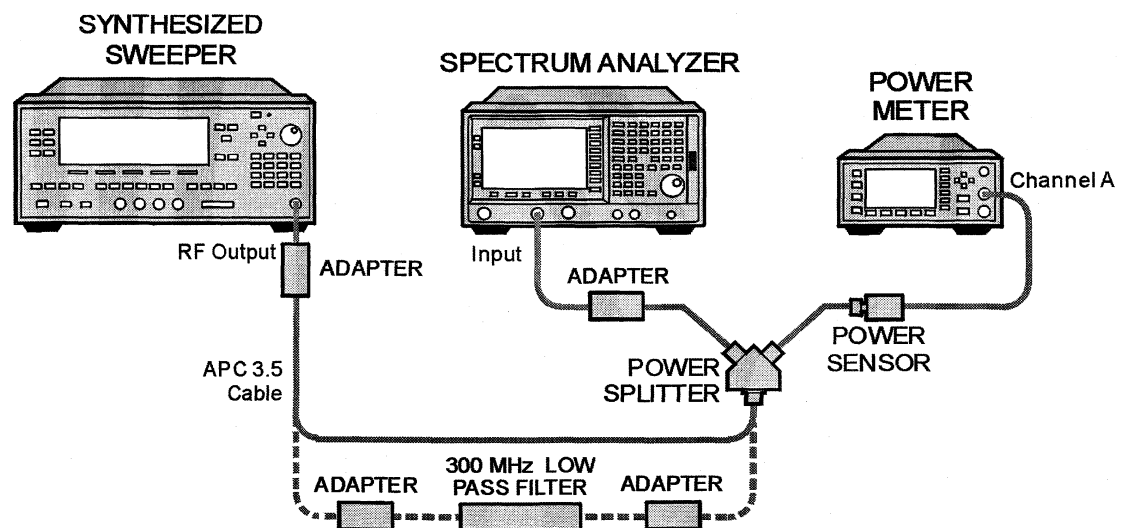 SYNTHESIZED
SWEEPER
SPECTRUM ANALYZER
POWER
METER
Channel A
RF Output
ADAPTER
Input
ADAPTER
POWER
SENSOR
APC 3.5
Cable
POWER
SPLITTER
ADAPTER
300 MHz LOW
PASS FILTER
ADAPTER